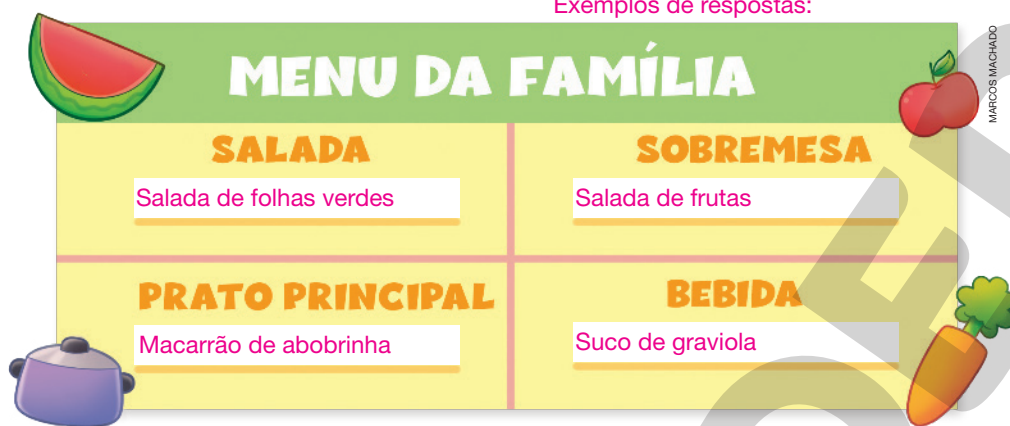 Exemplos de respostas:
MARCOS MACHADO
MENU DA FAMÍLIA
SALADA
Salada de folhas verdes
SOBREMESA
Salada de frutas
PRATO PRINCIPAL
Macarrão de abobrinha
BEBIDA
Suco de graviola